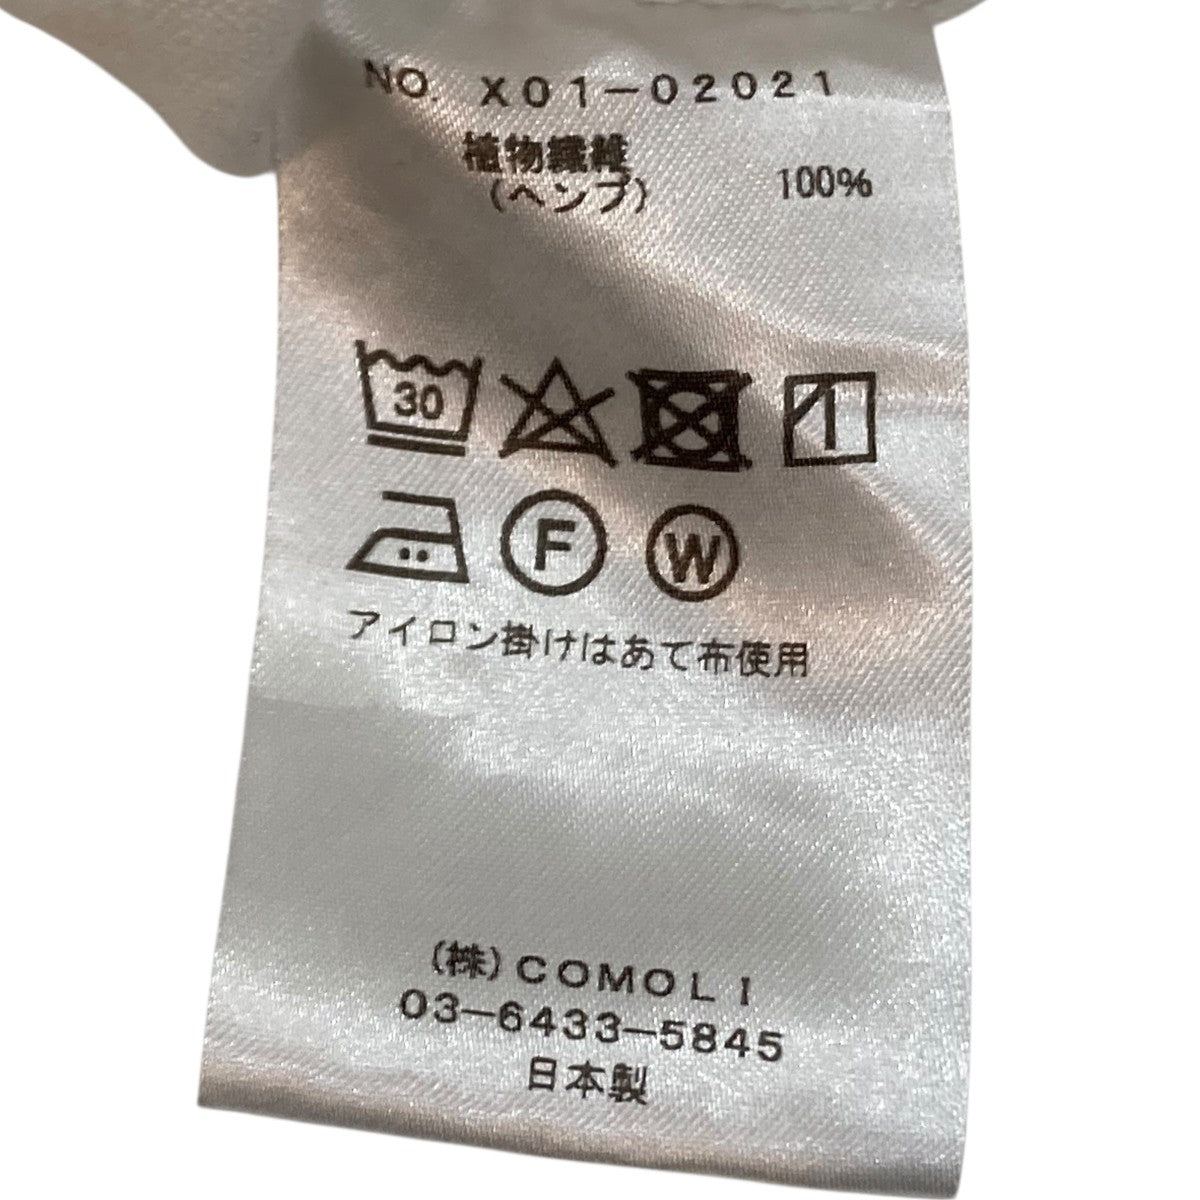 NO. X01-02021
植物繊維 100%
(ヘンプ)
30
F W
アイロン掛けはあて布使用
(株)COMOLI
03-6433-5845
日本製